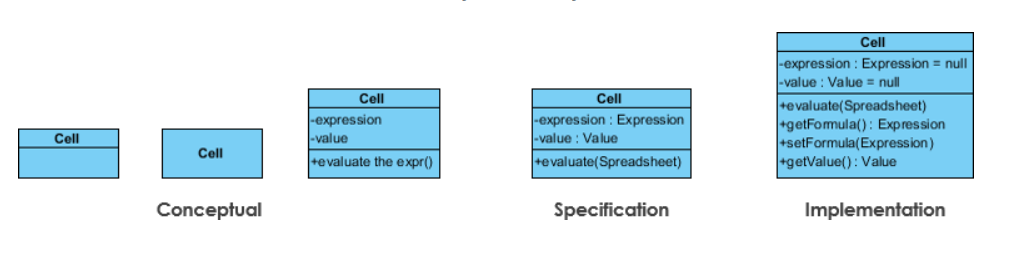 Cell
Cell
Cell
-expression
-value
+evaluate the expr()
Cell
-expression : Expression
-value : Value
+evaluate(Spreadsheet)
Cell
-expression : Expression = null
-value : Value = null
+evaluate(Spreadsheet)
+getFormula() : Expression
+setFormula(Expression)
+getValue() : Value
Conceptual
Specification
Implementation